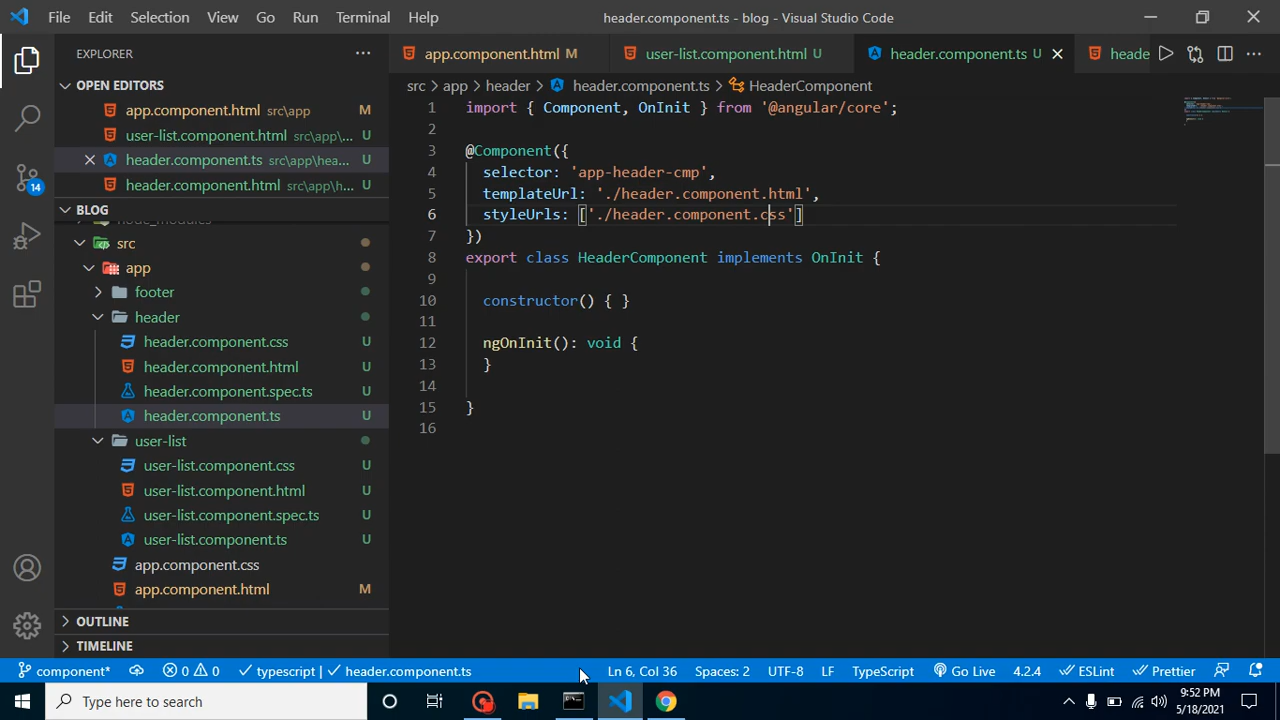 File Edit Selection View Go Run Terminal Help header.component.ts - blog - Visual Studio Code
EXPLORER
app.component.html M user-list.component.html U header.component.ts U heade
OPEN EDITORS
app.component.html src\app M
user-list.component.html src\app\... U
header.component.ts src\app\hea... U
header.component.html src\app\h... U
BLOG
node_modules
src
app
footer
header
header.component.css U
header.component.html U
header.component.spec.ts U
header.component.ts U
user-list
user-list.component.css U
user-list.component.html U
user-list.component.spec.ts U
user-list.component.ts U
app.component.css
app.component.html M
OUTLINE
TIMELINE
14
src > app > header > header.component.ts > HeaderComponent
1 import { Component, OnInit } from '@angular/core';
2
3 @Component({
4 selector: 'app-header-cmp',
5 templateUrl: './header.component.html',
6 styleUrls: ['./header.component.css']
7 })
8 export class HeaderComponent implements OnInit {
9
10 constructor() { }
11
12 ngOnInit(): void {
13 }
14
15 }
16
component* 0 0 typescript | header.component.ts Ln 6, Col 36 Spaces: 2 UTF-8 LF TypeScript Go Live 4.2.4 ESLint Prettier
Type here to search
9:52 PM
5/18/2021